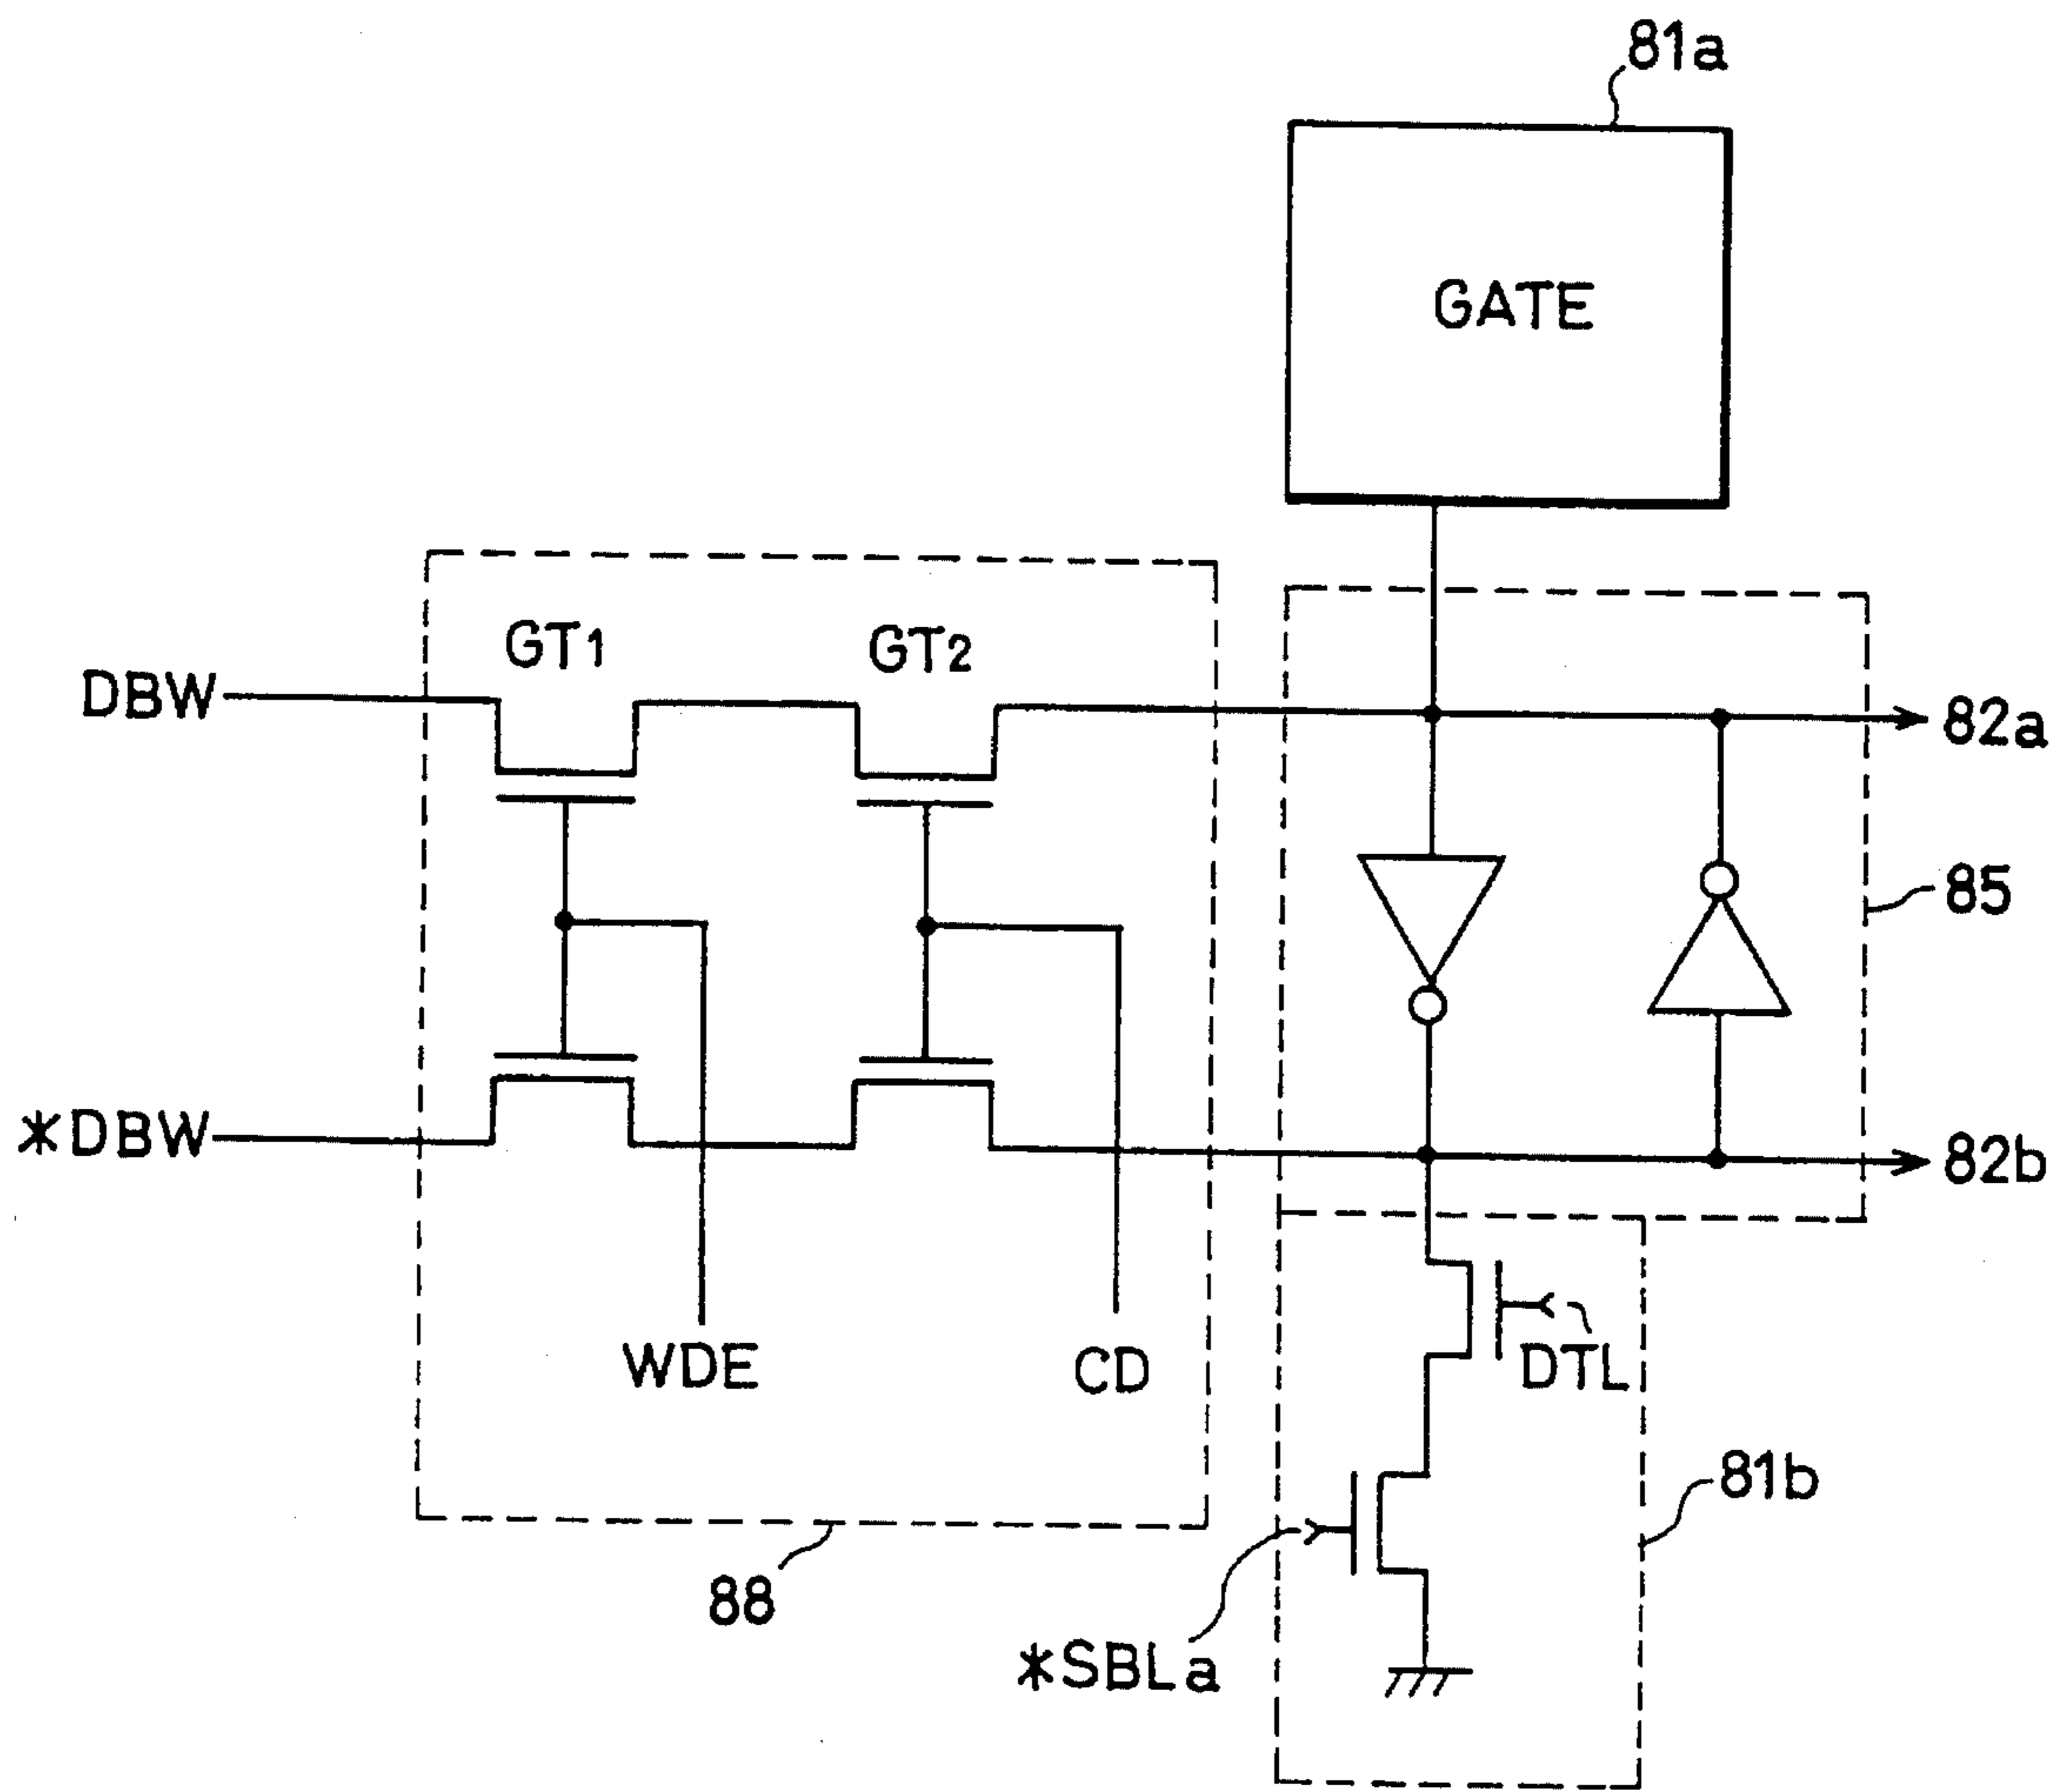 81a
GATE
GT1
GT2
DBW
82a
85
*DBW
82b
WDE
CD
DTL
81b
88
*SBLa